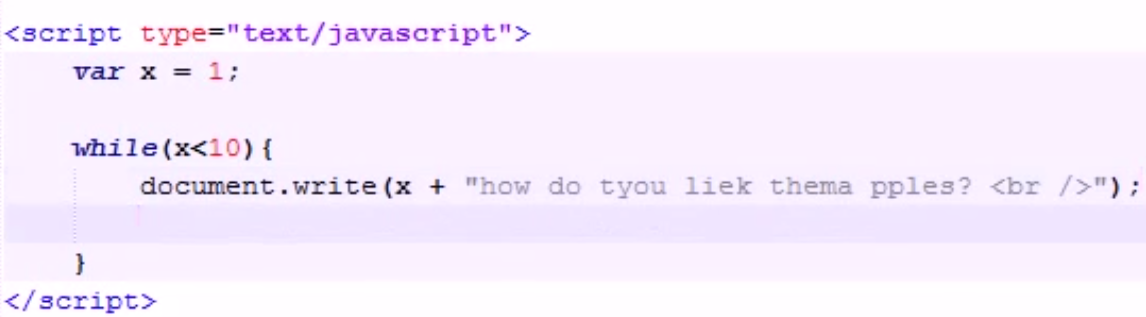 <script type="text/javascript">
var x = 1;
while(x<10){
document.write(x + "how do tyou liek thema pples? <br />");
}
</script>